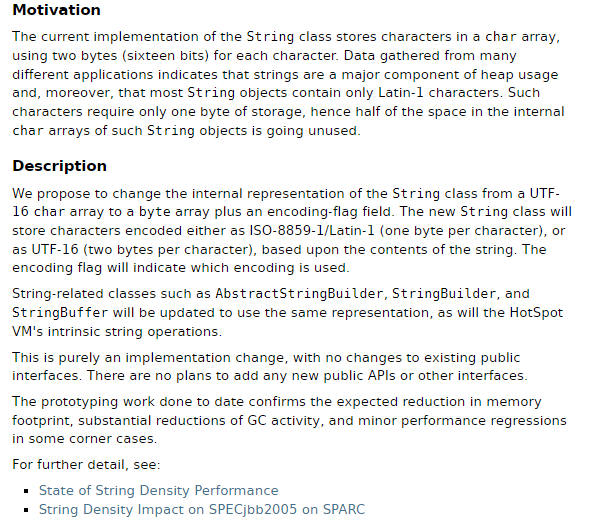 Motivation
The current implementation of the String class stores characters in a char array,
using two bytes (sixteen bits) for each character. Data gathered from many
different applications indicates that strings are a major component of heap usage
and, moreover, that most String objects contain only Latin-1 characters. Such
characters require only one byte of storage, hence half of the space in the internal
char arrays of such String objects is going unused.
Description
We propose to change the internal representation of the String class from a UTF-
16 char array to a byte array plus an encoding-flag field. The new String class will
store characters encoded either as ISO-8859-1/Latin-1 (one byte per character), or
as UTF-16 (two bytes per character), based upon the contents of the string. The
encoding flag will indicate which encoding is used.
String-related classes such as AbstractStringBuilder, StringBuilder, and
StringBuffer will be updated to use the same representation, as will the HotSpot
VM's intrinsic string operations.
This is purely an implementation change, with no changes to existing public
interfaces. There are no plans to add any new public APIs or other interfaces.
The prototyping work done to date confirms the expected reduction in memory
footprint, substantial reductions of GC activity, and minor performance regressions
in some corner cases.
For further detail, see:
▪ State of String Density Performance
▪ String Density Impact on SPECjbb2005 on SPARC